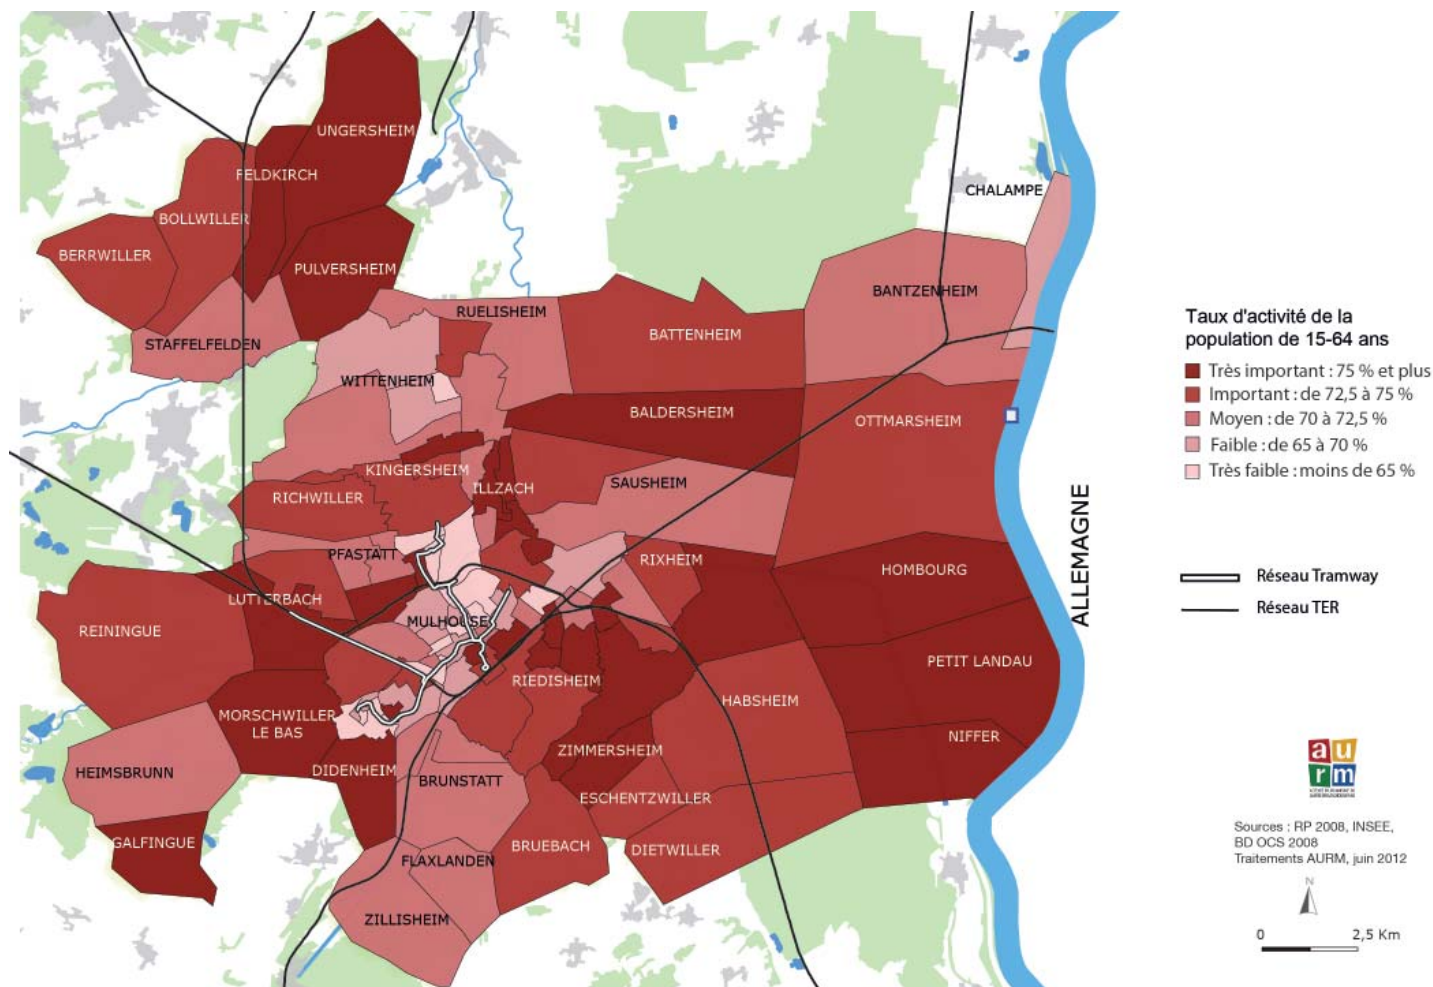 UNGERSHEIM
FELDKIRCH
CHALAMPE
BOLLWILLER
BERRWILLER
PULVERSHEIM
BANTZENHEIM
RUELISHEIM
BATTENHEIM
STAFFELFELDEN
WITTENHEIM
BALDERSHEIM
OTTMARSHEIM
KINGERSHEIM
SAUSHEIM
ILLZACH
RICHWILLER
PFASTATT
RIXHEIM
HOMBOURG
LUTTERBACH
MULHOUSE
REININGUE
PETIT LANDAU
RIEDISHEIM
HABSHEIM
MORSCHWILLER
LE BAS
NIFFER
ZIMMERSHEIM
DIDENHEIM
HEIMSBRUNN
BRUNSTATT
ESCHENTZWILLER
GALFINGUE
BRUEBACH
DIETWILLER
FLAXLANDEN
ZILLISHEIM
ALLEMAGNE
Taux d'activité de la
population de 15-64 ans
Très important : 75 % et plus
Important : de 72,5 à 75 %
Moyen : de 70 à 72,5 %
Faible : de 65 à 70 %
Très faible : moins de 65 %
Réseau Tramway
Réseau TER
au
rm
Sources : RP 2008, INSEE,
BD OCS 2008
Traitements AURM, juin 2012
N
0 2,5 Km